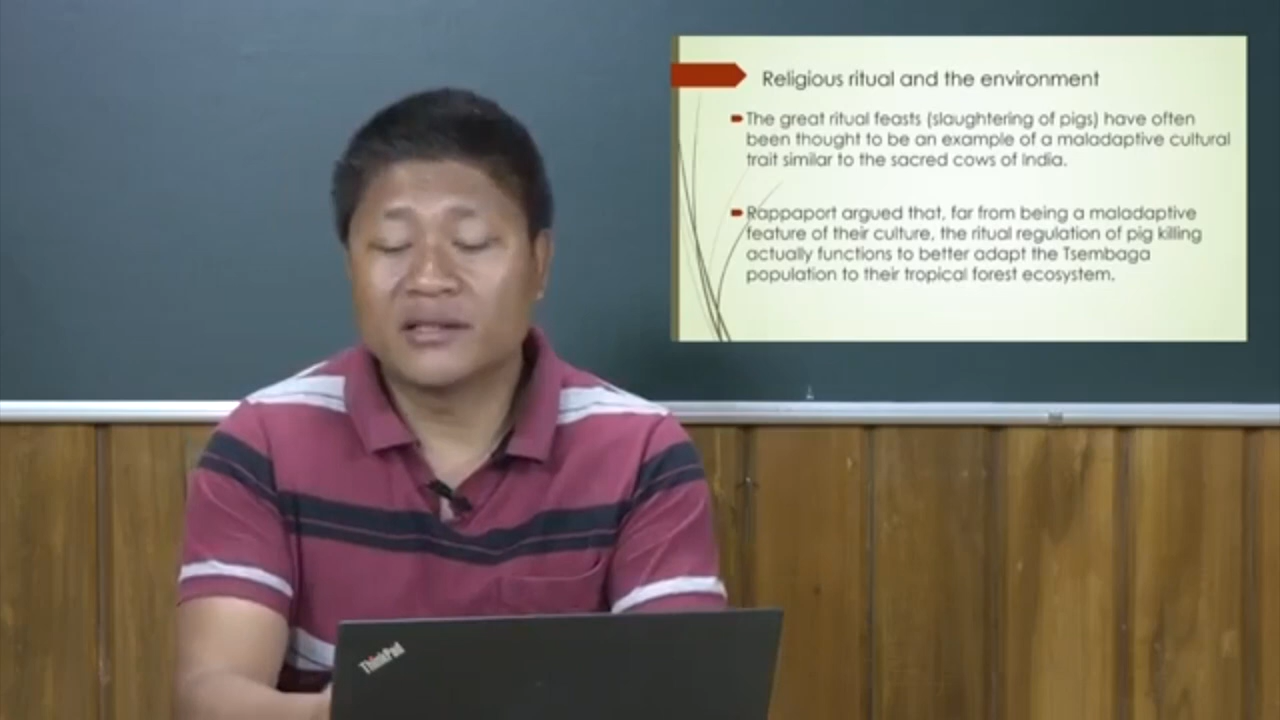 Religious ritual and the environment
The great ritual feasts (slaughtering of pigs) have often
been thought to be an example of a maladaptive cultural
trait similar to the sacred cows of India.
Rappaport argued that, far from being a maladaptive
feature of their culture, the ritual regulation of pig killing
actually functions to better adapt the Tsembaga
population to their tropical forest ecosystem.
ThinkPad